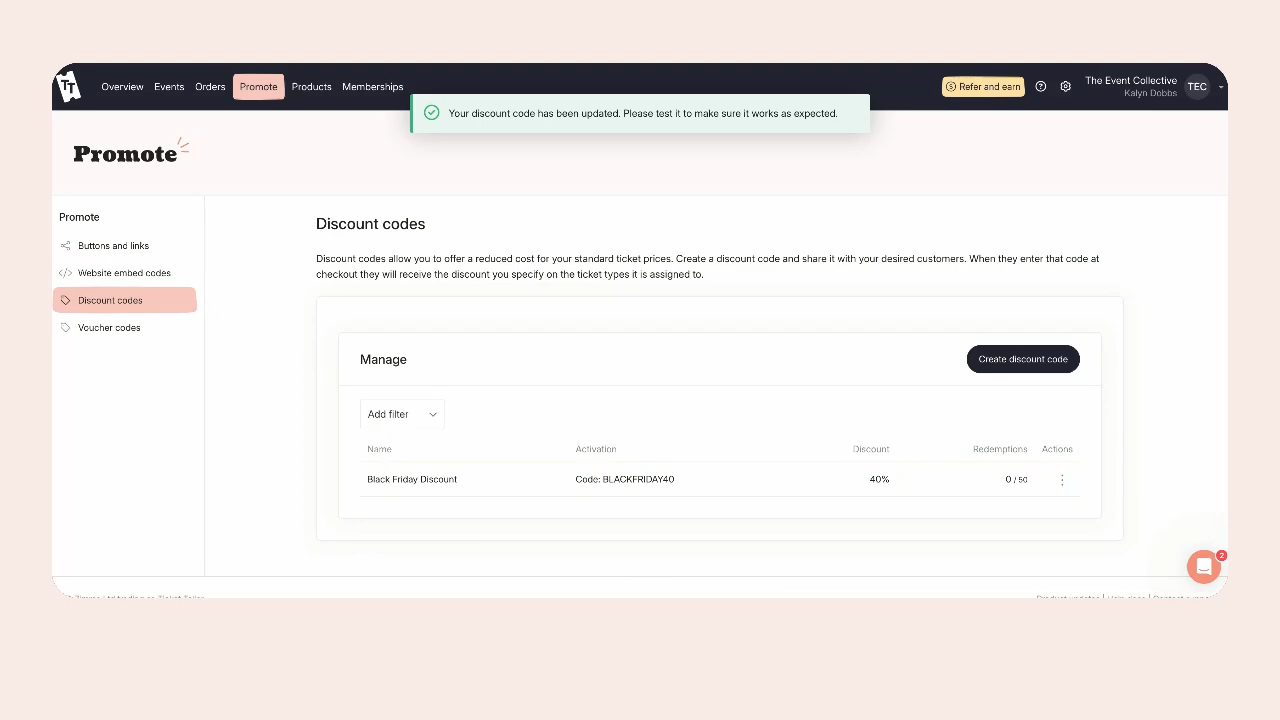 TT
Overview Events Orders Promote Products Memberships
Refer and earn
The Event Collective
Kalyn Dobbs
TEC
Your discount code has been updated. Please test it to make sure it works as expected.
Promote
Promote
Buttons and links
Website embed codes
Discount codes
Voucher codes
Discount codes
Discount codes allow you to offer a reduced cost for your standard ticket prices. Create a discount code and share it with your desired customers. When they enter that code at
checkout they will receive the discount you specify on the ticket types it is assigned to.
Manage
Create discount code
Add filter
Name Activation Discount Redemptions Actions
Black Friday Discount Code: BLACKFRIDAY40 40% 0 / 50
2